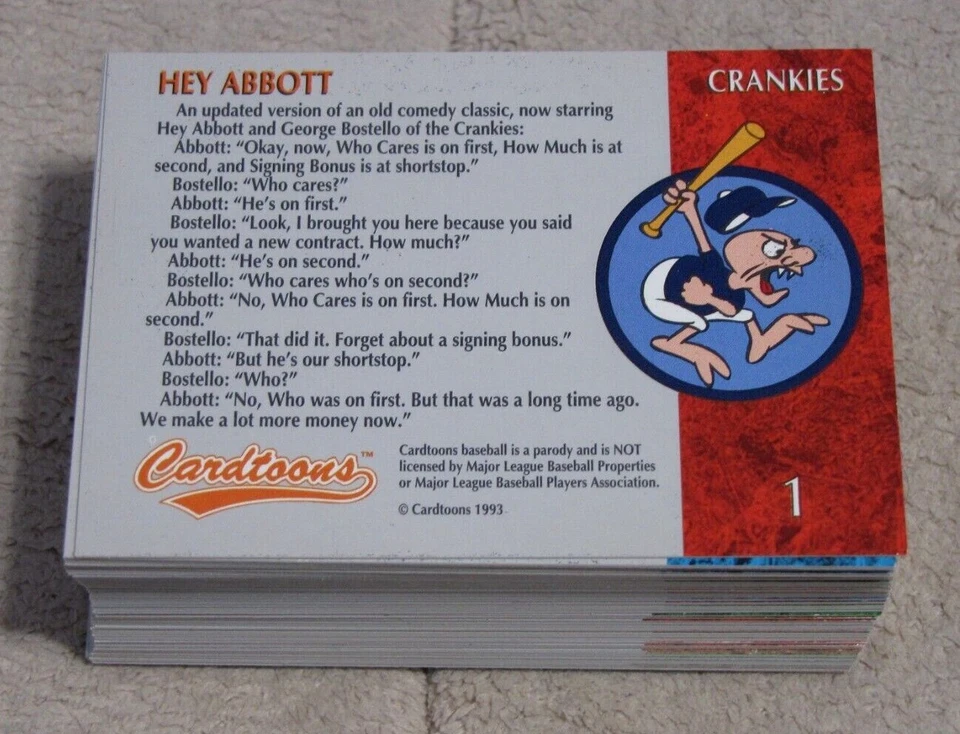 HEY ABBOTT
CRANKIES
An updated version of an old comedy classic, now starring
Hey Abbott and George Bostello of the Crankies:
Abbott: “Okay, now, Who Cares is on first, How Much is at
second, and Signing Bonus is at shortstop.”
Bostello: “Who cares?”
Abbott: “He's on first.”
Bostello: “Look, I brought you here because you said
you wanted a new contract. How much?”
Abbott: “He's on second.”
Bostello: “Who cares who's on second?”
Abbott: “No, Who Cares is on first. How Much is on
second.”
Bostello: “That did it. Forget about a signing bonus.”
Abbott: “But he's our shortstop.”
Bostello: “Who?”
Abbott: “No, Who was on first. But that was a long time ago.
We make a lot more money now.”
Cardtoons™
Cardtoons baseball is a parody and is NOT
licensed by Major League Baseball Properties
or Major League Baseball Players Association.
© Cardtoons 1993
1